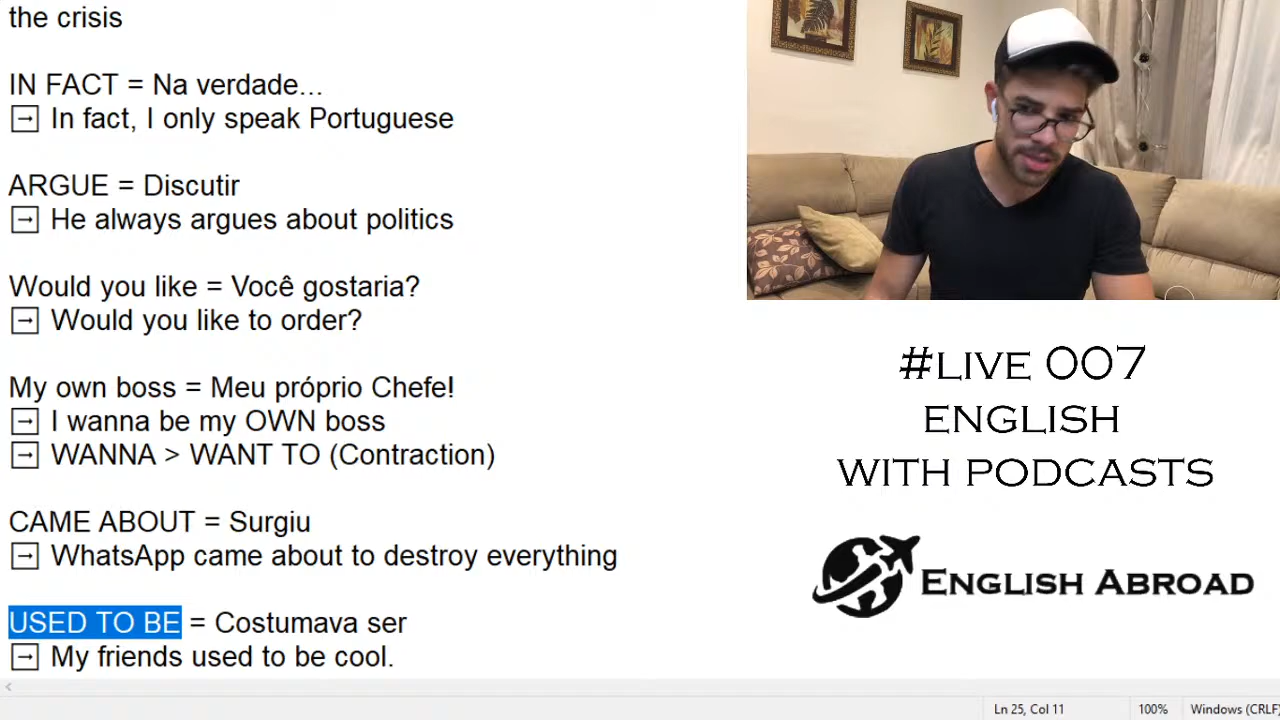 the crisis
IN FACT = Na verdade...
→ In fact, I only speak Portuguese
ARGUE = Discutir
→ He always argues about politics
Would you like = Você gostaria?
→ Would you like to order?
My own boss = Meu próprio Chefe!
→ I wanna be my OWN boss
→ WANNA > WANT TO (Contraction)
CAME ABOUT = Surgiu
→ WhatsApp came about to destroy everything
USED TO BE = Costumava ser
→ My friends used to be cool.
#LIVE 007
ENGLISH
WITH PODCASTS
ENGLISH ABROAD
Ln 25, Col 11
100%
Windows (CRLF